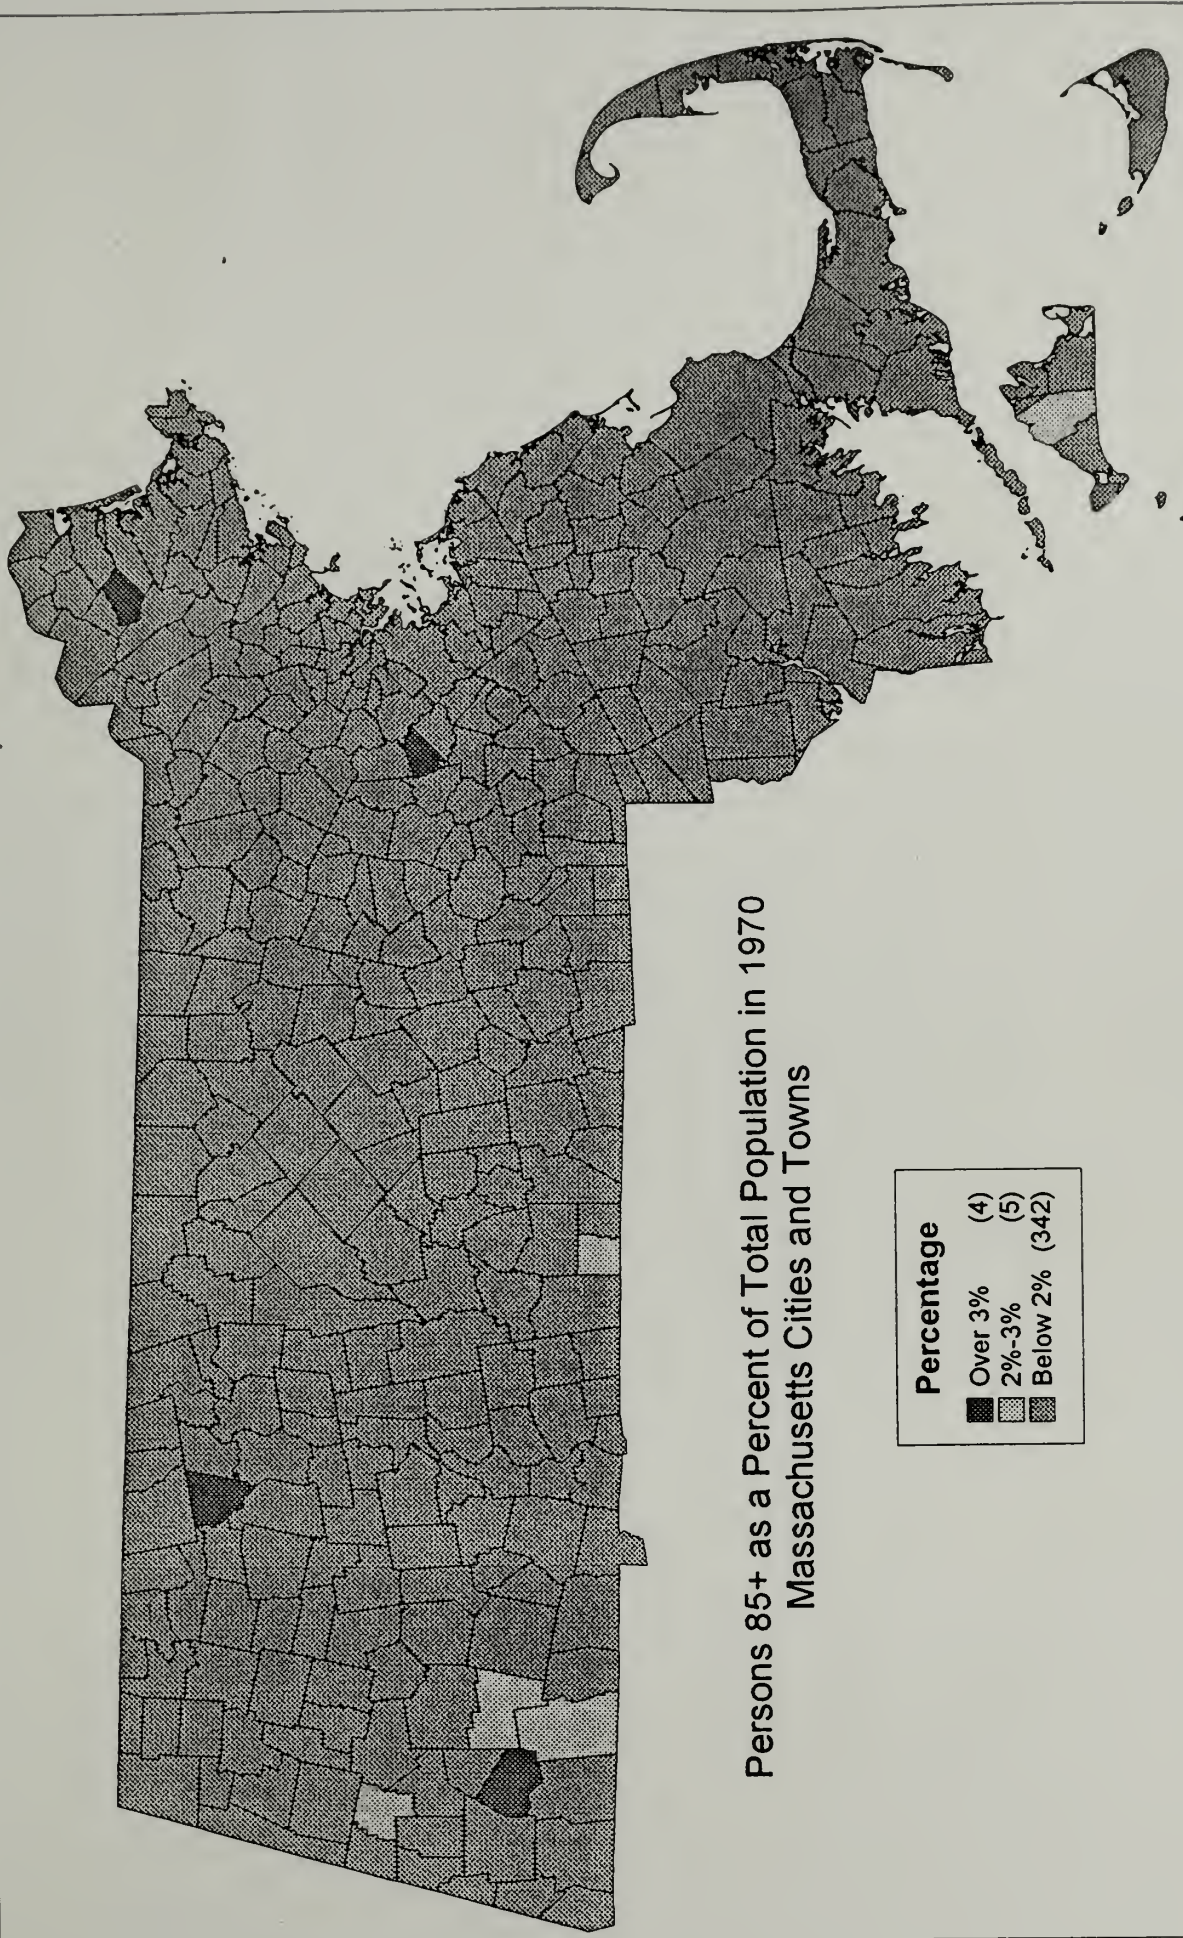 Persons 85+ as a Percent of Total Population in 1970
Massachusetts Cities and Towns
Percentage
Over 3% (4)
2%-3% (5)
Below 2% (342)